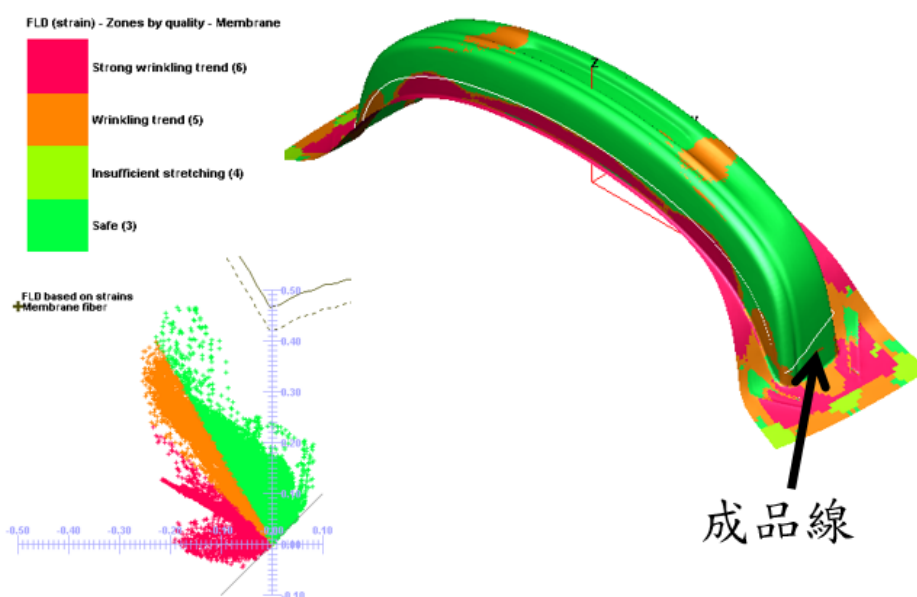 FLD (strain) - Zones by quality - Membrane
Strong wrinkling trend (6)
Wrinkling trend (5)
Insufficient stretching (4)
Safe (3)
Z
FLD based on strains
Membrane fiber
0.50
0.40
0.30
0.20
-0.50
-0.40
-0.30
0.00
0.10
-0.10
成品線